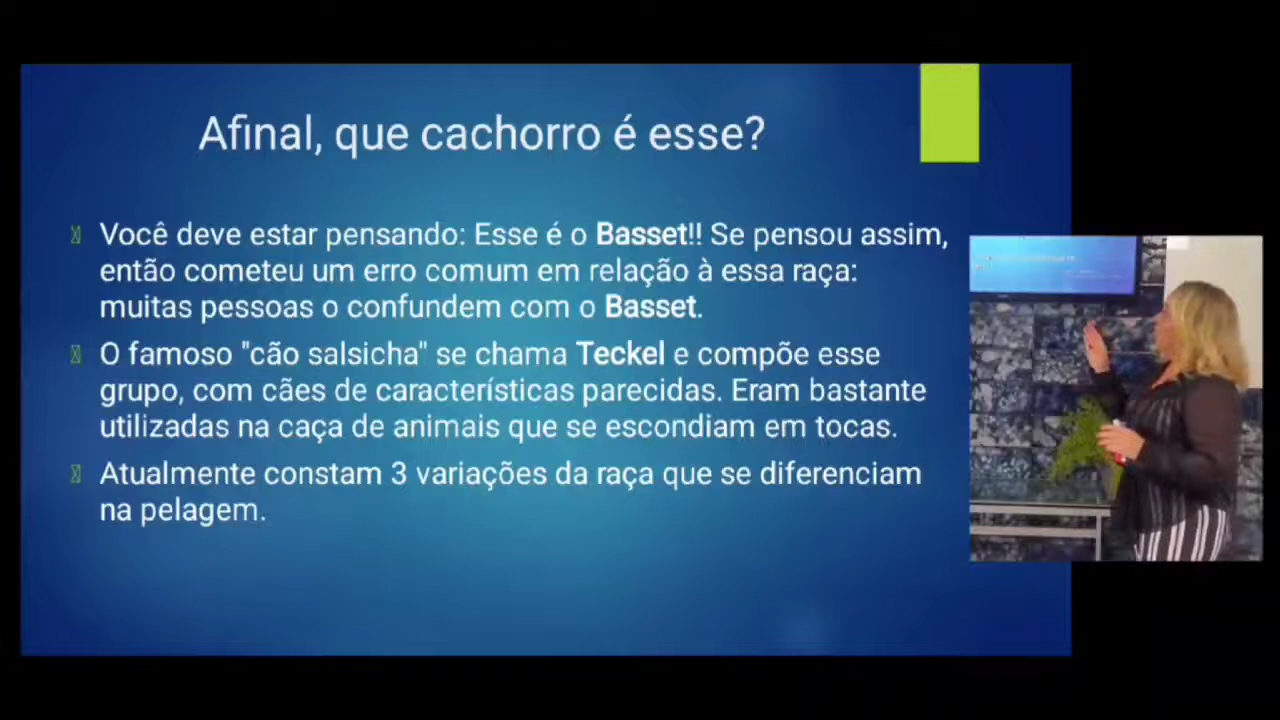 Afinal, que cachorro é esse?
Você deve estar pensando: Esse é o Basset!! Se pensou assim,
então cometeu um erro comum em relação à essa raça:
muitas pessoas o confundem com o Basset.
O famoso "cão salsicha" se chama Teckel e compõe esse
grupo, com cães de características parecidas. Eram bastante
utilizadas na caça de animais que se escondiam em tocas.
Atualmente constam 3 variações da raça que se diferenciam
na pelagem.